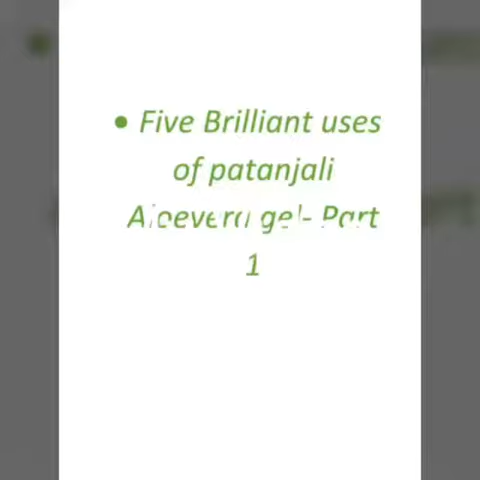 • Five Brilliant uses
of patanjali
Aloevera gel- Part
1